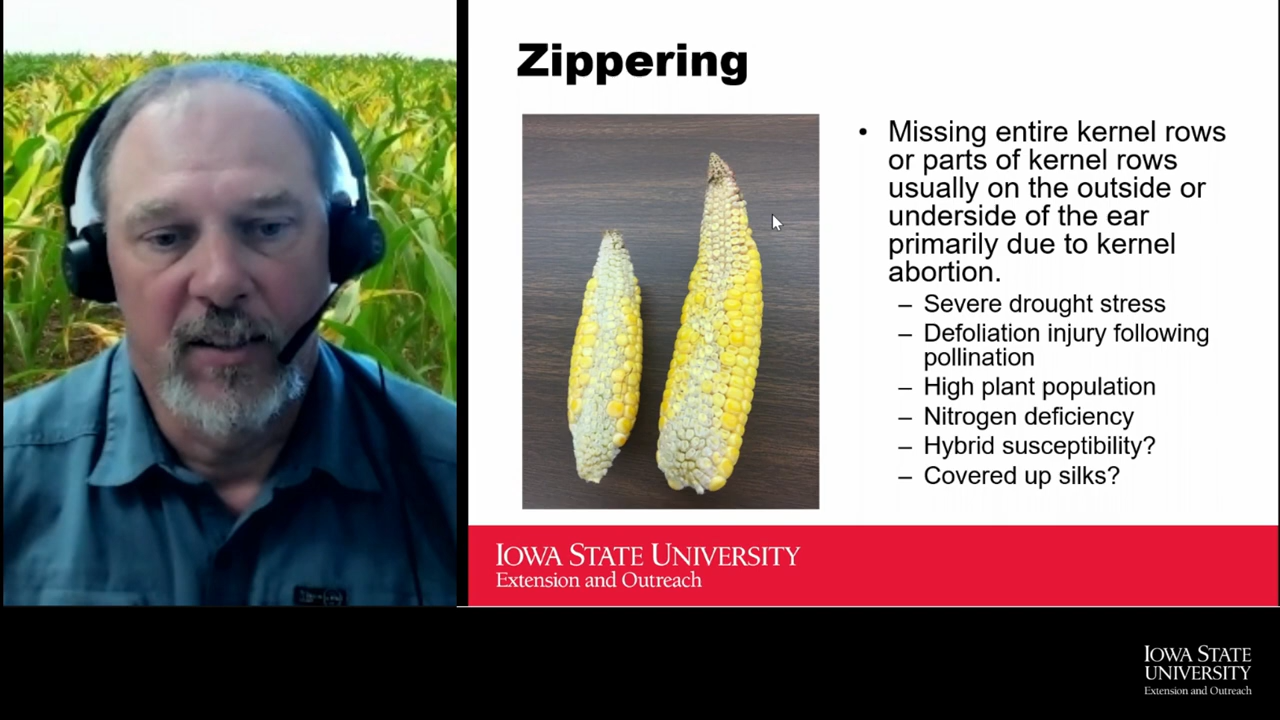 Zippering
• Missing entire kernel rows
or parts of kernel rows
usually on the outside or
underside of the ear
primarily due to kernel
abortion.
– Severe drought stress
– Defoliation injury following
pollination
– High plant population
– Nitrogen deficiency
– Hybrid susceptibility?
– Covered up silks?
IOWA STATE UNIVERSITY
Extension and Outreach
IOWA STATE
UNIVERSITY
Extension and Outreach